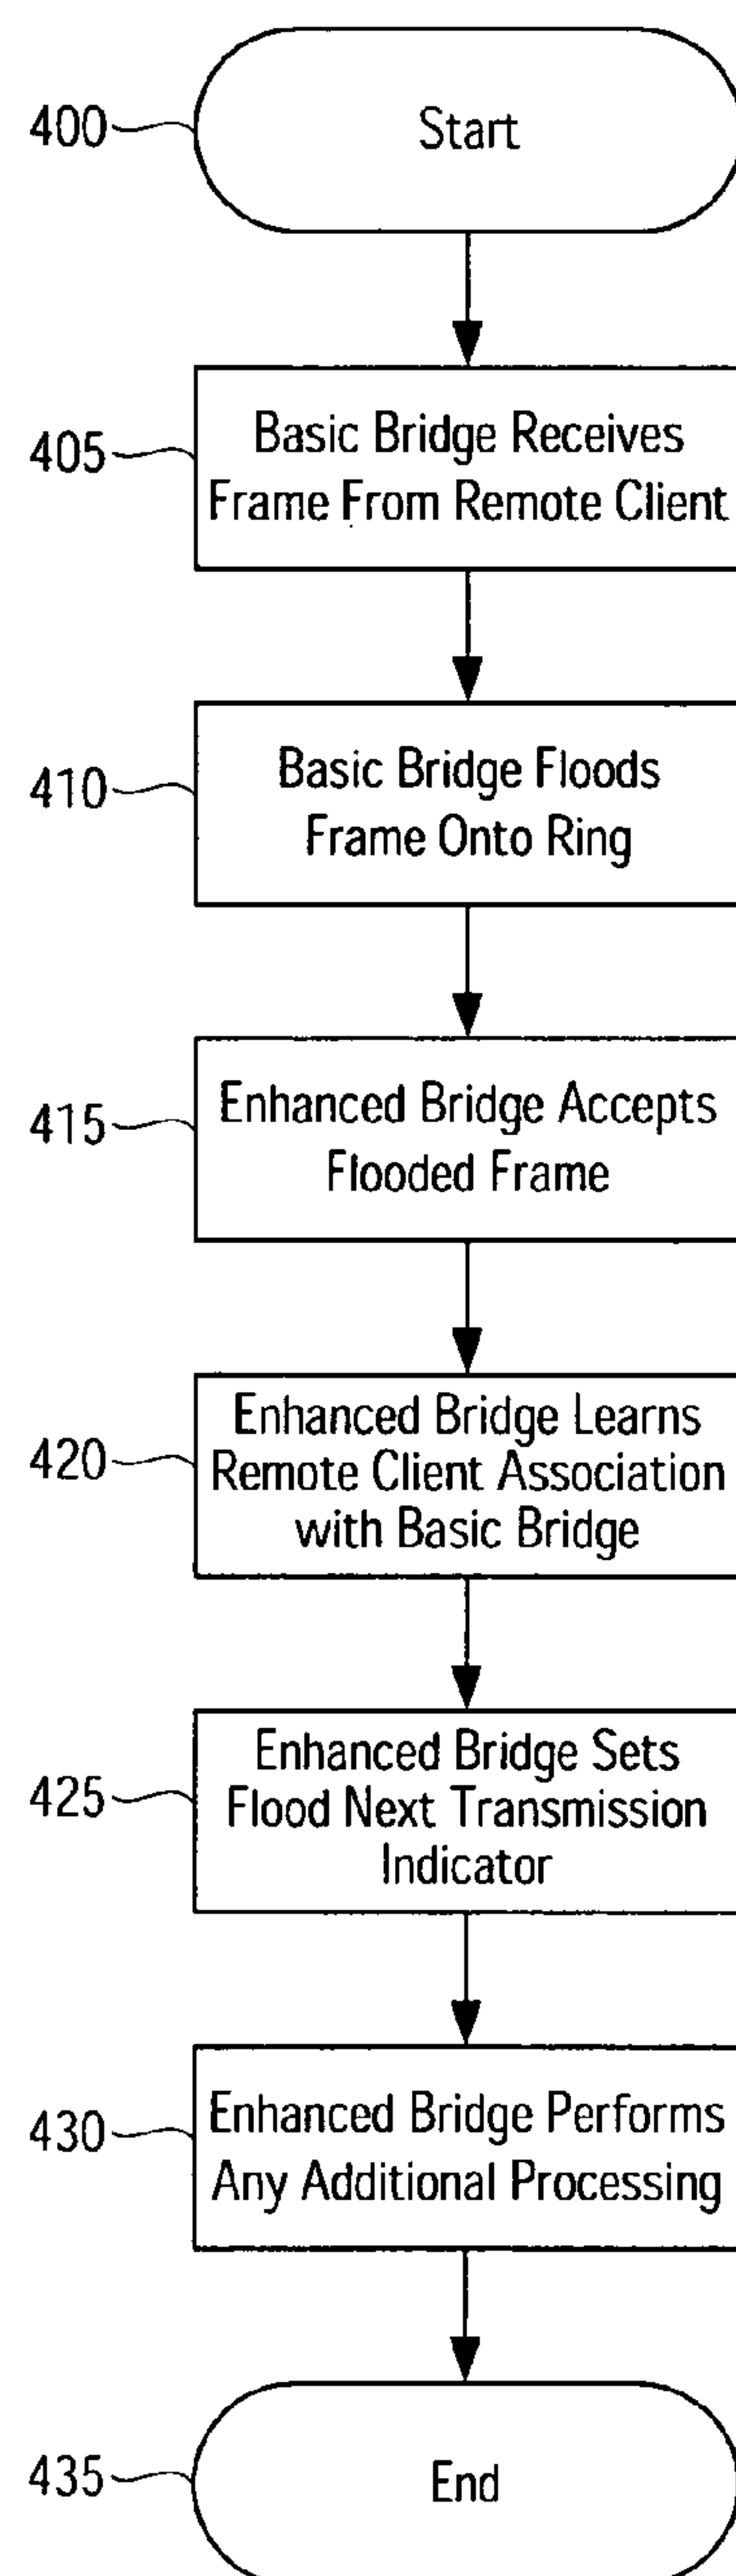 400
Start
405
Basic Bridge Receives
Frame From Remote Client
410
Basic Bridge Floods
Frame Onto Ring
415
Enhanced Bridge Accepts
Flooded Frame
420
Enhanced Bridge Learns
Remote Client Association
with Basic Bridge
425
Enhanced Bridge Sets
Flood Next Transmission
Indicator
430
Enhanced Bridge Performs
Any Additional Processing
435
End